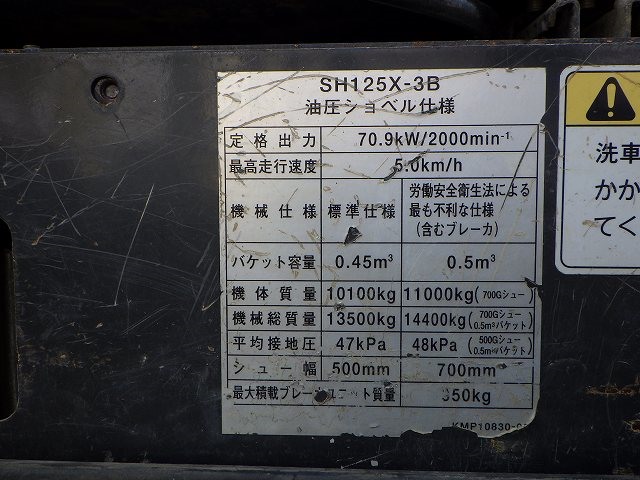 SH125X-3B
油圧ショベル仕様
定格出力 70.9kW/2000min-1
最高走行速度 5.0km/h
機械仕様 標準仕様 労働安全衛生法による
最も不利な仕様
(含むブレーカ)
バケット容量 0.45m³ 0.5m³
機体質量 10100kg 11000kg(700Gシュー)
機械総質量 13500kg 14400kg(700Gシュー 0.5m³バケット)
平均接地圧 47kPa 48kPa(500Gシュー 0.5m³バケット)
シュー幅 500mm 700mm
最大積載ブレーカユニット質量 350kg
KMP10830-0
洗車
かか
てく